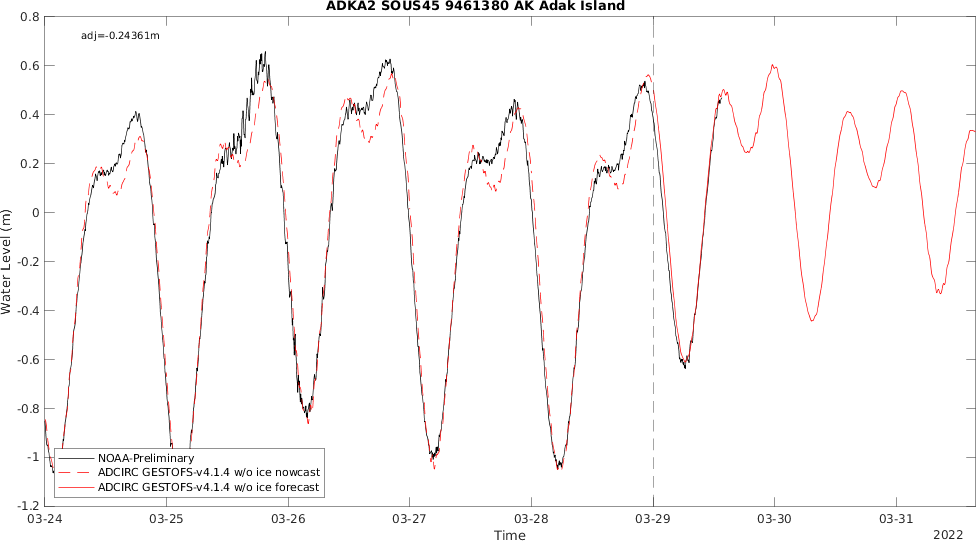 ADKA2 SOUS45 9461380 AK Adak Island
adj=-0.24361m
0.8
0.6
0.4
0.2
0
-0.2
-0.4
-0.6
-0.8
-1
-1.2
Water Level (m)
NOAA-Preliminary
ADCIRC GESTOFS-v4.1.4 w/o ice nowcast
ADCIRC GESTOFS-v4.1.4 w/o ice forecast
03-24 03-25 03-26 03-27 03-28 03-29 03-30 03-31
Time
2022